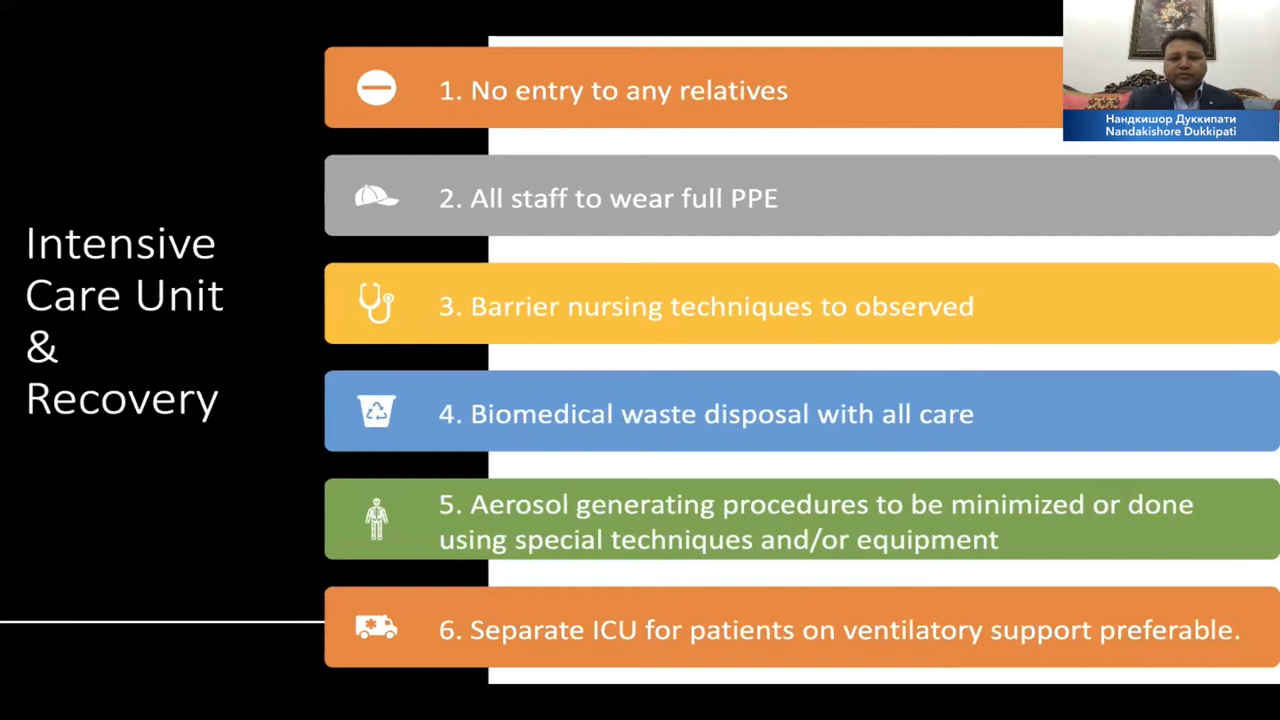 Intensive
Care Unit
&
Recovery
1. No entry to any relatives
2. All staff to wear full PPE
3. Barrier nursing techniques to observed
4. Biomedical waste disposal with all care
5. Aerosol generating procedures to be minimized or done
using special techniques and/or equipment
6. Separate ICU for patients on ventilatory support preferable.
Нандкишор Дуккипати
Nandakishore Dukkipati